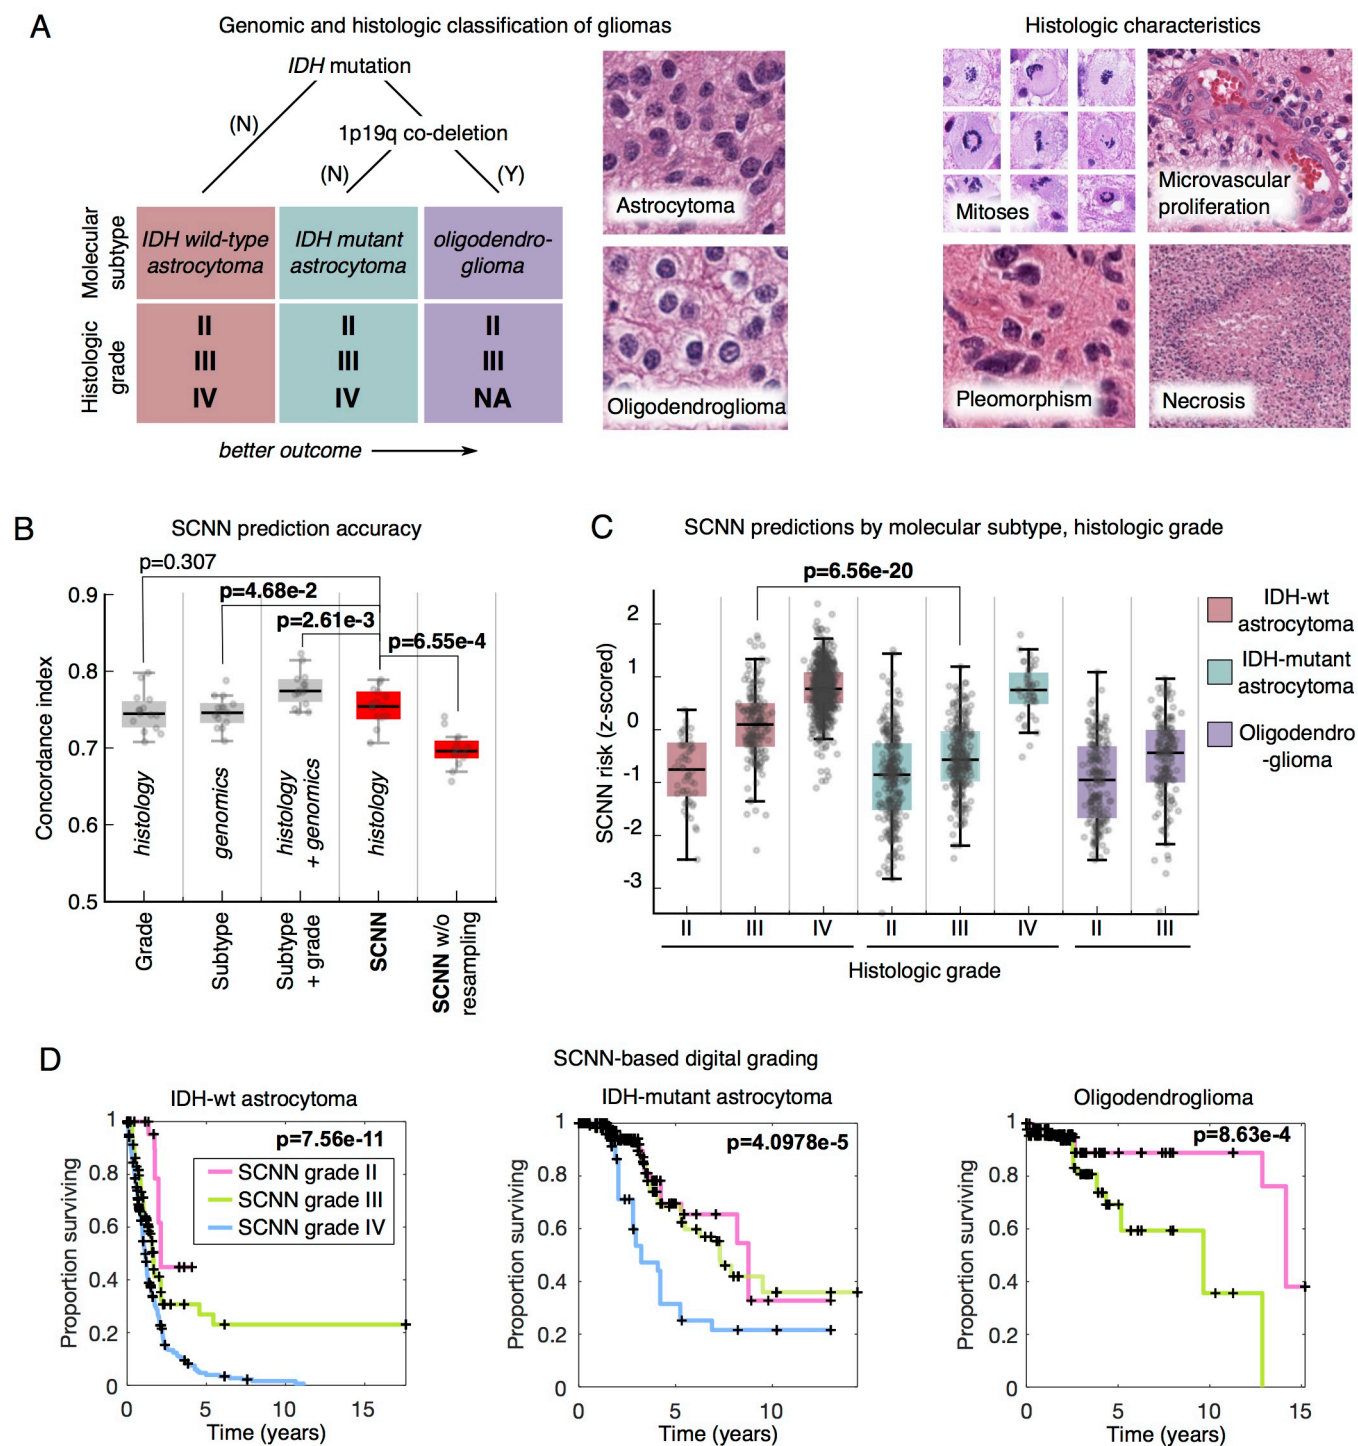 A
Genomic and histologic classification of gliomas
Histologic characteristics
IDH mutation
(N)
1p19q co-deletion
(N)
(Y)
Molecular
subtype
IDH wild-type
astrocytoma
IDH mutant
astrocytoma
oligodendro-
glioma
Histologic
grade
II
III
IV
II
III
IV
II
III
NA
better outcome
Astrocytoma
Oligodendroglioma
Mitoses
Microvascular
proliferation
Pleomorphism
Necrosis
B
SCNN prediction accuracy
p=0.307
p=4.68e-2
p=2.61e-3
p=6.55e-4
Concordance index
0.9
0.8
0.7
0.6
0.5
histology
genomics
histology
+ genomics
histology
Grade
Subtype
Subtype
+ grade
SCNN
SCNN w/o
resampling
C
SCNN predictions by molecular subtype, histologic grade
p=6.56e-20
SCNN risk (z-scored)
2
1
0
-1
-2
-3
II
III
IV
II
III
IV
II
III
Histologic grade
IDH-wt
astrocytoma
IDH-mutant
astrocytoma
Oligodendro
-glioma
D
SCNN-based digital grading
IDH-wt astrocytoma
p=7.56e-11
SCNN grade II
SCNN grade III
SCNN grade IV
Proportion surviving
1
0.8
0.6
0.4
0.2
0
0
5
10
15
Time (years)
IDH-mutant astrocytoma
p=4.0978e-5
Proportion surviving
1
0.8
0.6
0.4
0.2
0
0
5
10
Time (years)
Oligodendroglioma
p=8.63e-4
Proportion surviving
1
0.8
0.6
0.4
0.2
0
0
5
10
15
Time (years)